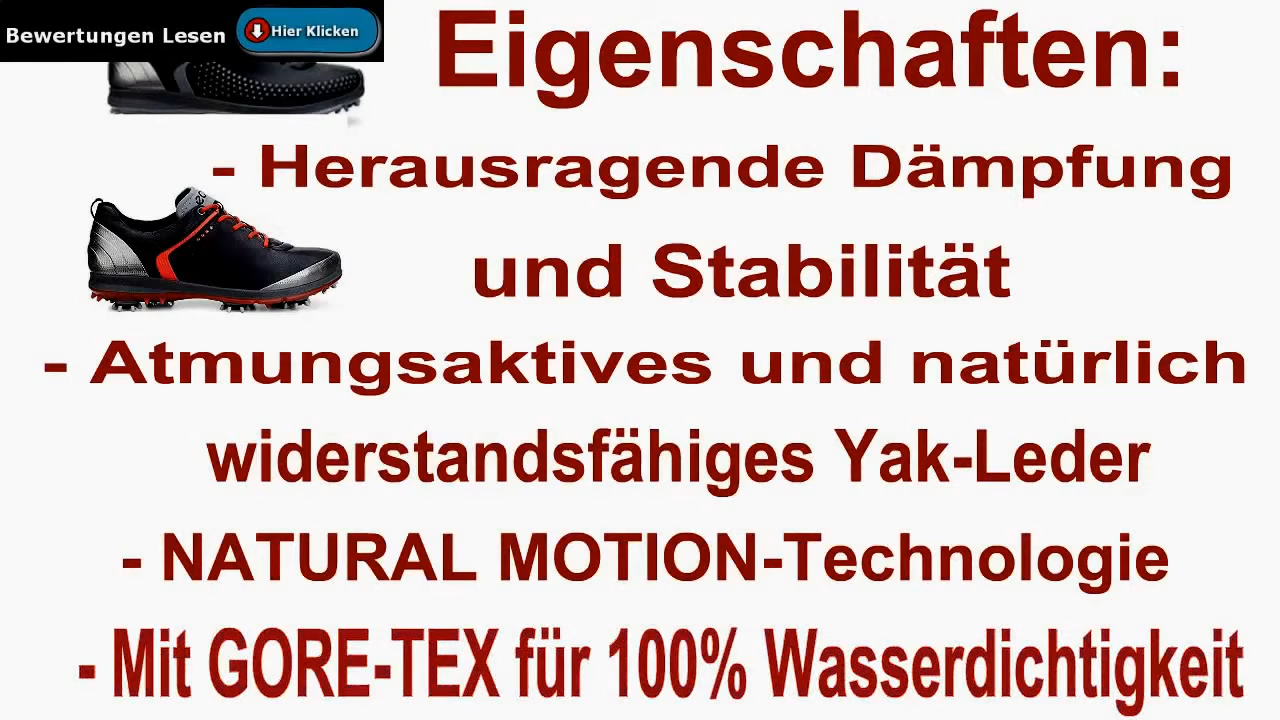 Bewertungen Lesen
Hier Klicken
Eigenschaften:
- Herausragende Dämpfung
und Stabilität
- Atmungsaktives und natürlich
widerstandsfähiges Yak-Leder
- NATURAL MOTION-Technologie
- Mit GORE-TEX für 100% Wasserdichtigkeit